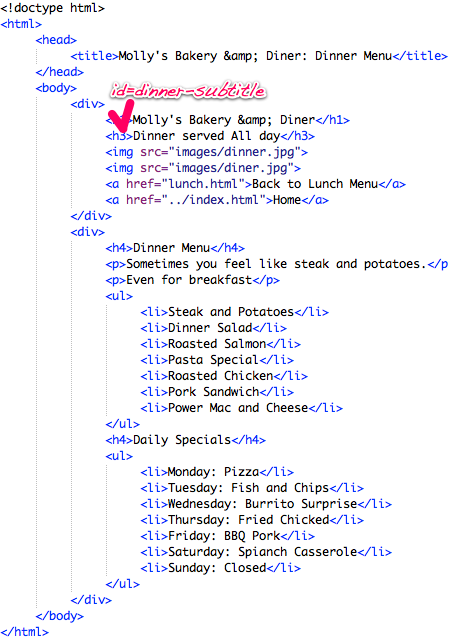 <!doctype html>
<html>
<head>
<title>Molly's Bakery &amp; Diner: Dinner Menu</title>
</head>
<body>
id=dinner-subtitle
<div>
Molly's Bakery &amp; Diner</h1>
<h3>Dinner served All day</h3>
<img src="images/dinner.jpg">
<img src="images/diner.jpg">
<a href="lunch.html">Back to Lunch Menu</a>
<a href="../index.html">Home</a>
</div>
<div>
<h4>Dinner Menu</h4>
<p>Sometimes you feel like steak and potatoes.</p
<p>Even for breakfast</p>
<ul>
<li>Steak and Potatoes</li>
<li>Dinner Salad</li>
<li>Roasted Salmon</li>
<li>Pasta Special</li>
<li>Roasted Chicken</li>
<li>Pork Sandwich</li>
<li>Power Mac and Cheese</li>
</ul>
<h4>Daily Specials</h4>
<ul>
<li>Monday: Pizza</li>
<li>Tuesday: Fish and Chips</li>
<li>Wednesday: Burrito Surprise</li>
<li>Thursday: Fried Chicked</li>
<li>Friday: BBQ Pork</li>
<li>Saturday: Spianch Casserole</li>
<li>Sunday: Closed</li>
</ul>
</div>
</body>
</html>